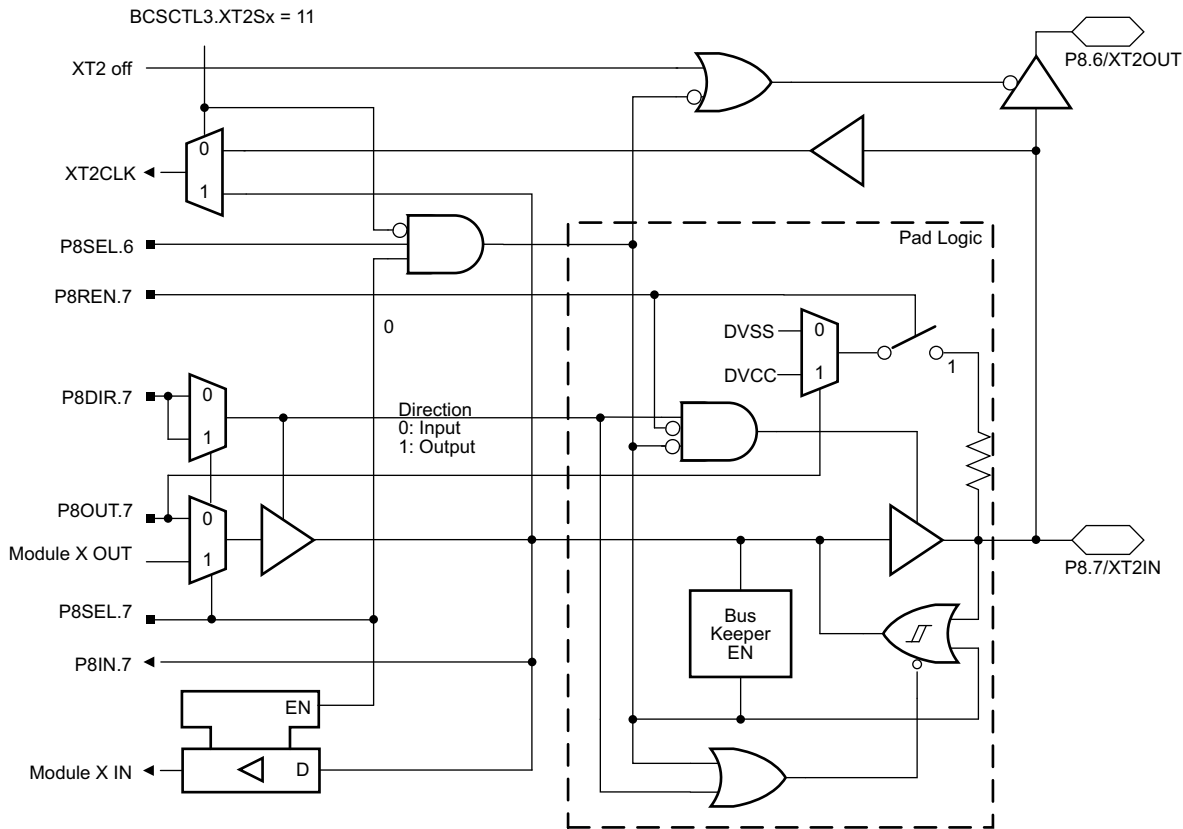 BCSCTL3.XT2Sx = 11
P8.6/XT2OUT
XT2 off
0
XT2CLK
1
P8SEL.6
Pad Logic
P8REN.7
0
DVSS
0
1
DVCC
1
P8DIR.7
0
Direction
0: Input
1: Output
1
P8OUT.7
0
Module X OUT
1
P8.7/XT2IN
P8SEL.7
Bus
Keeper
EN
P8IN.7
EN
Module X IN
D